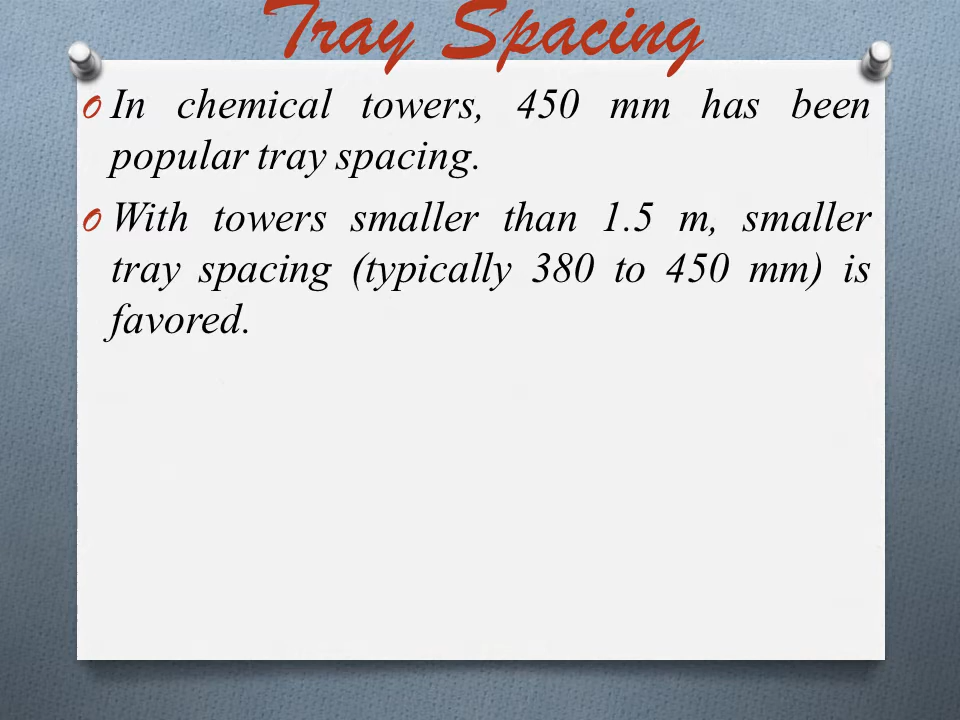 Tray Spacing
O In chemical towers, 450 mm has been
popular tray spacing.
O With towers smaller than 1.5 m, smaller
tray spacing (typically 380 to 450 mm) is
favored.